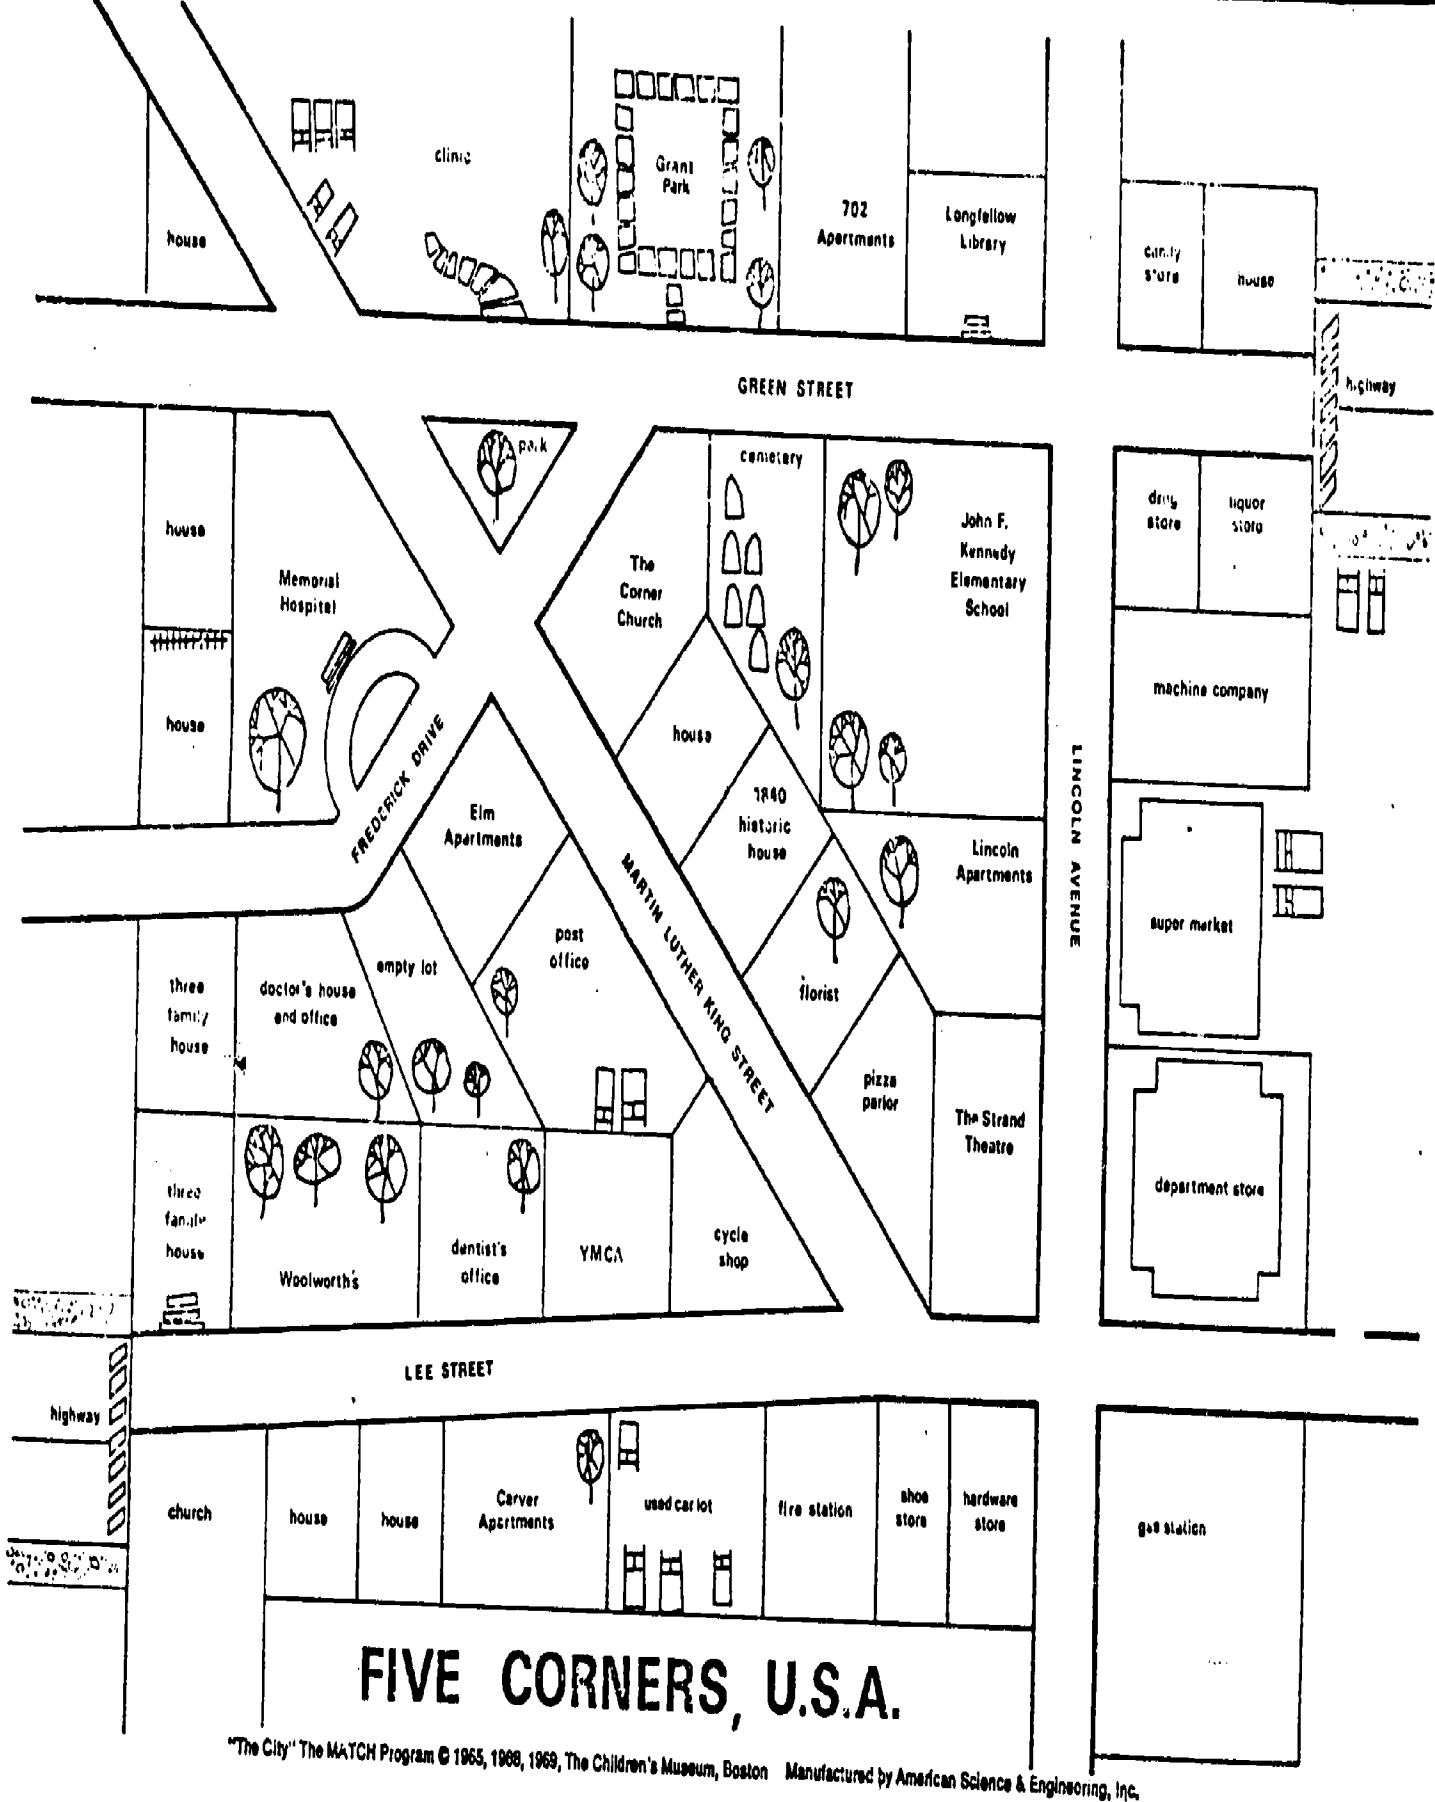 clinic
Grant
Park
702
Apartments
Longfellow
Library
candy
store
house
house
highway
GREEN STREET
park
cemetery
house
Memorial
Hospital
The
Corner
Church
John F.
Kennedy
Elementary
School
drug
store
liquor
store
machine company
house
house
1840
historic
house
FREDERICK DRIVE
Elm
Apartments
MARTIN LUTHER KING STREET
LINCOLN AVENUE
Lincoln
Apartments
super market
three
family
house
doctor's house
and office
empty lot
post
office
florist
pizza
parlor
The Strand
Theatre
department store
three
family
house
Woolworth's
dentist's
office
YMCA
cycle
shop
LEE STREET
highway
church
house
house
Carver
Apartments
used car lot
fire station
shoe
store
hardware
store
gas station
FIVE CORNERS, U.S.A.
"The City" The MATCH Program © 1965, 1968, 1969, The Children's Museum, Boston Manufactured by American Science & Engineering, Inc.